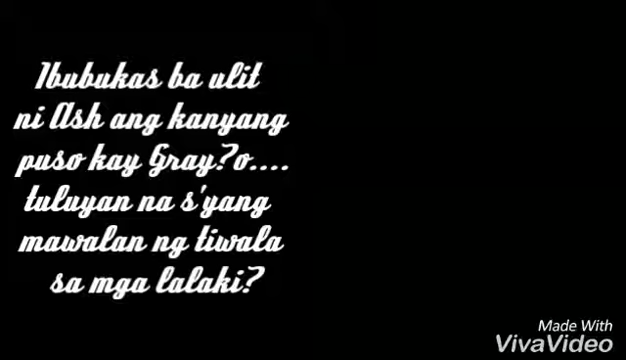 Ibubukas ba ulit
ni Ash ang kanyang
puso kay Gray?o....
tuluyan na s'yang
mawalan ng tiwala
sa mga lalaki?
Made With
VivaVideo